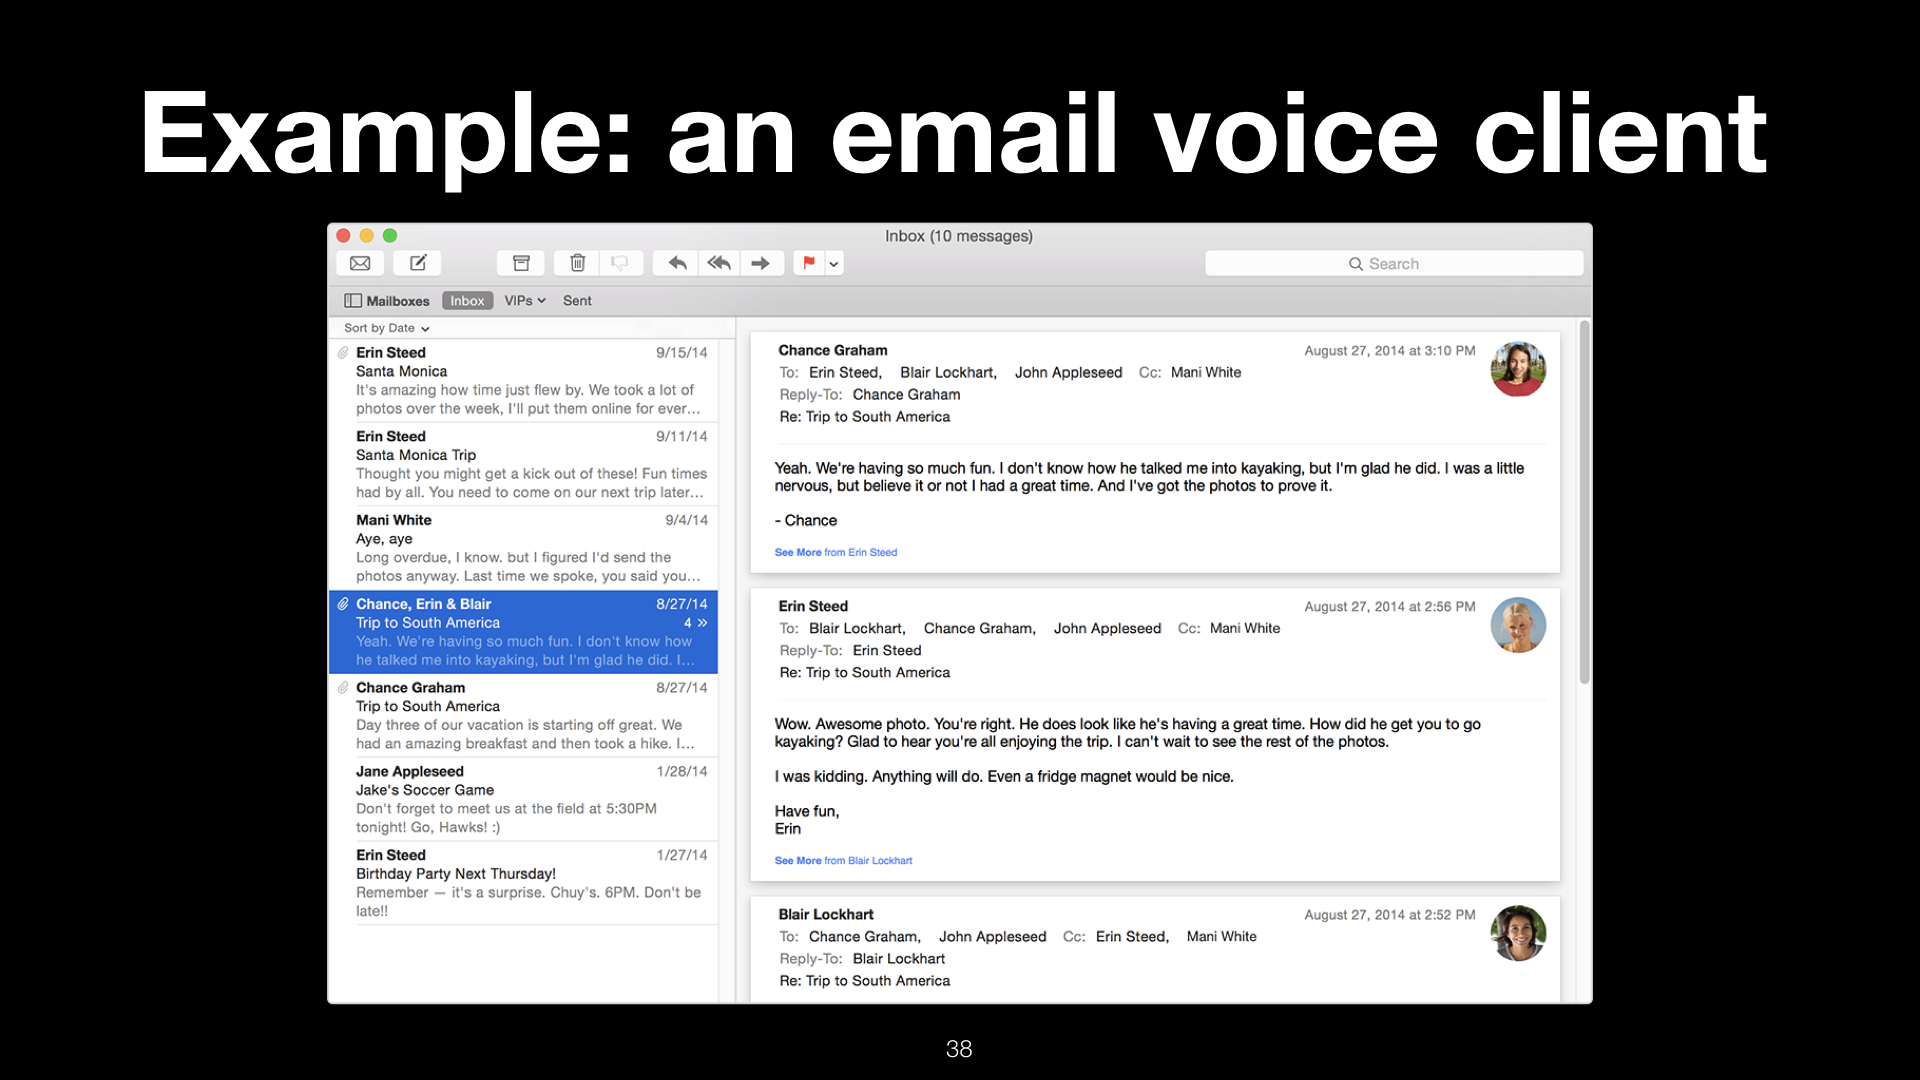 Example: an email voice client
Inbox (10 messages)
Search
Mailboxes Inbox VIPs Sent
Sort by Date
Erin Steed 9/15/14
Santa Monica
It's amazing how time just flew by. We took a lot of
photos over the week, I'll put them online for ever...
Erin Steed 9/11/14
Santa Monica Trip
Thought you might get a kick out of these! Fun times
had by all. You need to come on our next trip later...
Mani White 9/4/14
Aye, aye
Long overdue, I know. but I figured I'd send the
photos anyway. Last time we spoke, you said you...
Chance, Erin & Blair 8/27/14
Trip to South America 4 »
Yeah. We're having so much fun. I don't know how
he talked me into kayaking, but I'm glad he did. I...
Chance Graham 8/27/14
Trip to South America
Day three of our vacation is starting off great. We
had an amazing breakfast and then took a hike. I...
Jane Appleseed 1/28/14
Jake's Soccer Game
Don't forget to meet us at the field at 5:30PM
tonight! Go, Hawks! :)
Erin Steed 1/27/14
Birthday Party Next Thursday!
Remember — it's a surprise. Chuy's. 6PM. Don't be
late!!
Chance Graham August 27, 2014 at 3:10 PM
To: Erin Steed, Blair Lockhart, John Appleseed Cc: Mani White
Reply-To: Chance Graham
Re: Trip to South America
Yeah. We're having so much fun. I don't know how he talked me into kayaking, but I'm glad he did. I was a little
nervous, but believe it or not I had a great time. And I've got the photos to prove it.
- Chance
See More from Erin Steed
Erin Steed August 27, 2014 at 2:56 PM
To: Blair Lockhart, Chance Graham, John Appleseed Cc: Mani White
Reply-To: Erin Steed
Re: Trip to South America
Wow. Awesome photo. You're right. He does look like he's having a great time. How did he get you to go
kayaking? Glad to hear you're all enjoying the trip. I can't wait to see the rest of the photos.
I was kidding. Anything will do. Even a fridge magnet would be nice.
Have fun,
Erin
See More from Blair Lockhart
Blair Lockhart August 27, 2014 at 2:52 PM
To: Chance Graham, John Appleseed Cc: Erin Steed, Mani White
Reply-To: Blair Lockhart
Re: Trip to South America
38